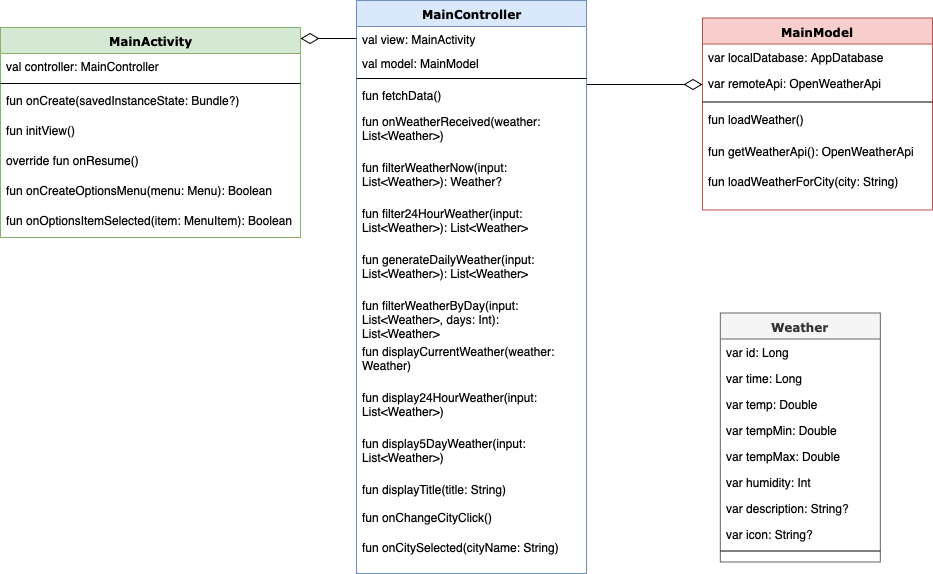 MainActivity
val controller: MainController
fun onCreate(savedInstanceState: Bundle?)
fun initView()
override fun onResume()
fun onCreateOptionsMenu(menu: Menu): Boolean
fun onOptionsItemSelected(item: MenuItem): Boolean
MainController
val view: MainActivity
val model: MainModel
fun fetchData()
fun onWeatherReceived(weather:
List<Weather>)
fun filterWeatherNow(input:
List<Weather>): Weather?
fun filter24HourWeather(input:
List<Weather>): List<Weather>
fun generateDailyWeather(input:
List<Weather>): List<Weather>
fun filterWeatherByDay(input:
List<Weather>, days: Int):
List<Weather>
fun displayCurrentWeather(weather:
Weather)
fun display24HourWeather(input:
List<Weather>)
fun display5DayWeather(input:
List<Weather>)
fun displayTitle(title: String)
fun onChangeCityClick()
fun onCitySelected(cityName: String)
MainModel
var localDatabase: AppDatabase
var remoteApi: OpenWeatherApi
fun loadWeather()
fun getWeatherApi(): OpenWeatherApi
fun loadWeatherForCity(city: String)
Weather
var id: Long
var time: Long
var temp: Double
var tempMin: Double
var tempMax: Double
var humidity: Int
var description: String?
var icon: String?